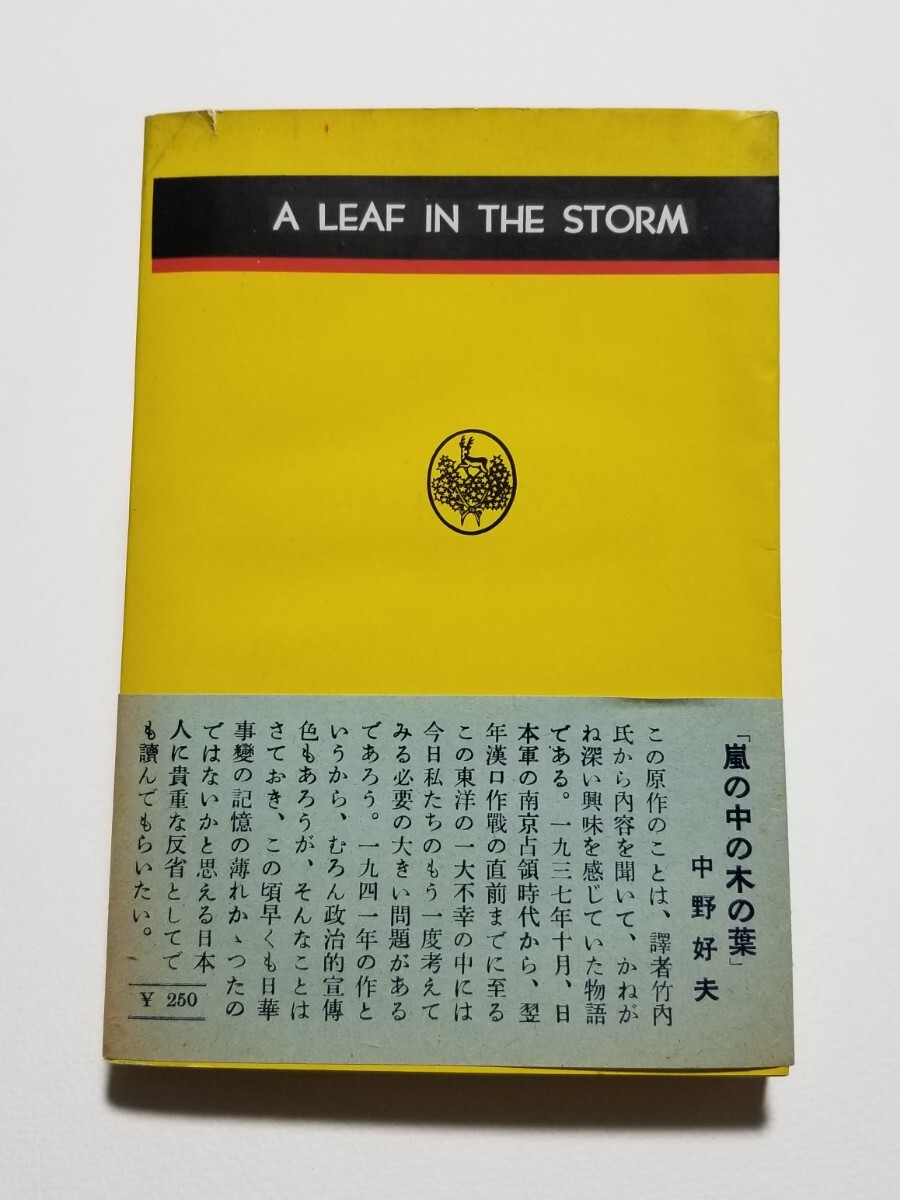 A LEAF IN THE STORM
「嵐の中の木の葉」
中野好夫
この原作のことは、譯者竹內
氏から內容を聞いて、かねが
ね深い興味を感じていた物語
である。一九三七年十月、日
本軍の南京占領時代から、翌
年漢口作戰の直前までに至る
この東洋の一大不幸の中には
今日私たちのもう一度考えて
みる必要の大きい問題がある
であろう。一九四一年の作と
いうから、むろん政治的宣傳
色もあろうが、そんなことは
さておき、この頃早くも日華
事變の記憶の薄れかゝつたの
ではないかと思える日本
人に貴重な反省としてで
も讀んでもらいたい。
¥ 250